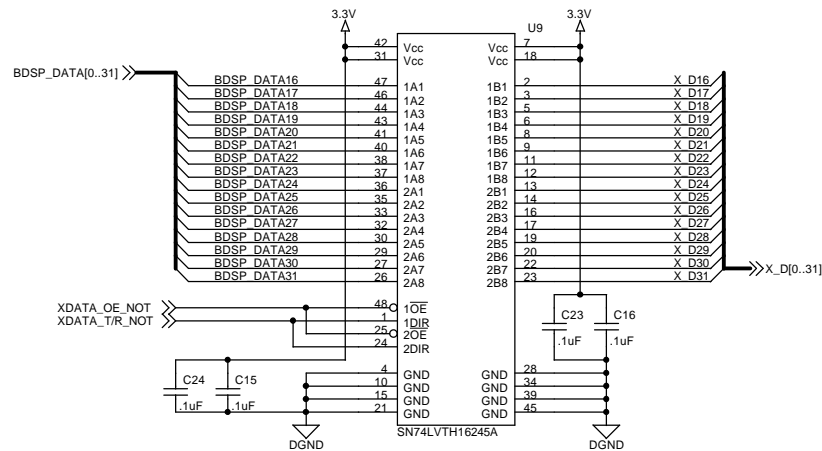 3.3V
U9
3.3V
42 Vcc Vcc 7
31 Vcc Vcc 18
BDSP_DATA[0..31]
BDSP_DATA16 47 1A1 1B1 2 X_D16
BDSP_DATA17 46 1A2 1B2 3 X_D17
BDSP_DATA18 44 1A3 1B3 5 X_D18
BDSP_DATA19 43 1A4 1B4 6 X_D19
BDSP_DATA20 41 1A5 1B5 8 X_D20
BDSP_DATA21 40 1A6 1B6 9 X_D21
BDSP_DATA22 38 1A7 1B7 11 X_D22
BDSP_DATA23 37 1A8 1B8 12 X_D23
BDSP_DATA24 36 2A1 2B1 13 X_D24
BDSP_DATA25 35 2A2 2B2 14 X_D25
BDSP_DATA26 33 2A3 2B3 16 X_D26
BDSP_DATA27 32 2A4 2B4 17 X_D27
BDSP_DATA28 30 2A5 2B5 19 X_D28
BDSP_DATA29 29 2A6 2B6 20 X_D29
BDSP_DATA30 27 2A7 2B7 22 X_D30
BDSP_DATA31 26 2A8 2B8 23 X_D31
X_D[0..31]
XDATA_OE_NOT 48 1OE
XDATA_T/R_NOT 1 1DIR
25 2OE
24 2DIR
C23 C16
.1uF .1uF
C24 C15
.1uF .1uF
4 GND GND 28
10 GND GND 34
15 GND GND 39
21 GND GND 45
SN74LVTH16245A
DGND DGND